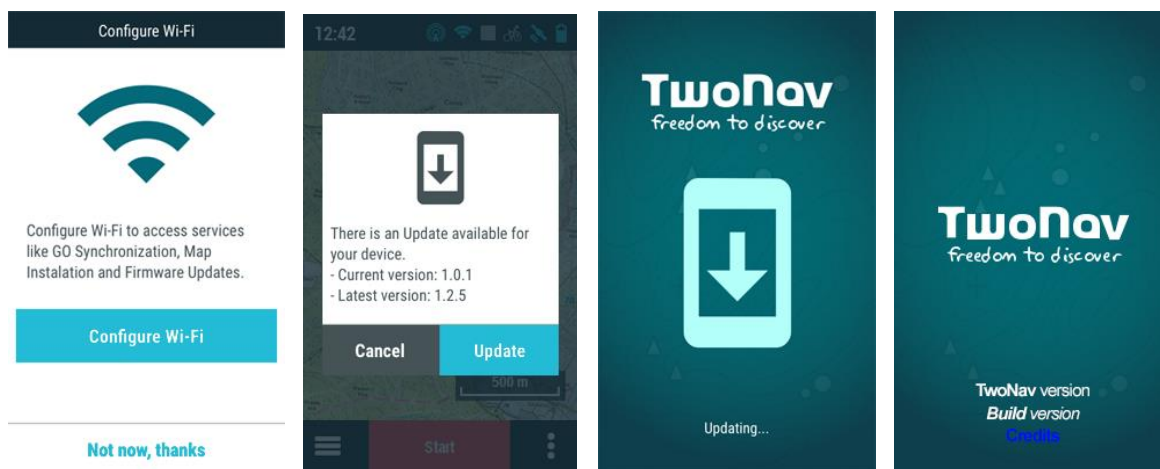 Configure Wi-Fi
Configure Wi-Fi to access services
like GO Synchronization, Map
Instalation and Firmware Updates.
Configure Wi-Fi
Not now, thanks
12:42
There is an Update available for
your device.
- Current version: 1.0.1
- Latest version: 1.2.5
Cancel
Update
500 m
Start
TwoNav
freedom to discover
Updating...
TwoNav
freedom to discover
TwoNav version
Build version
Credits